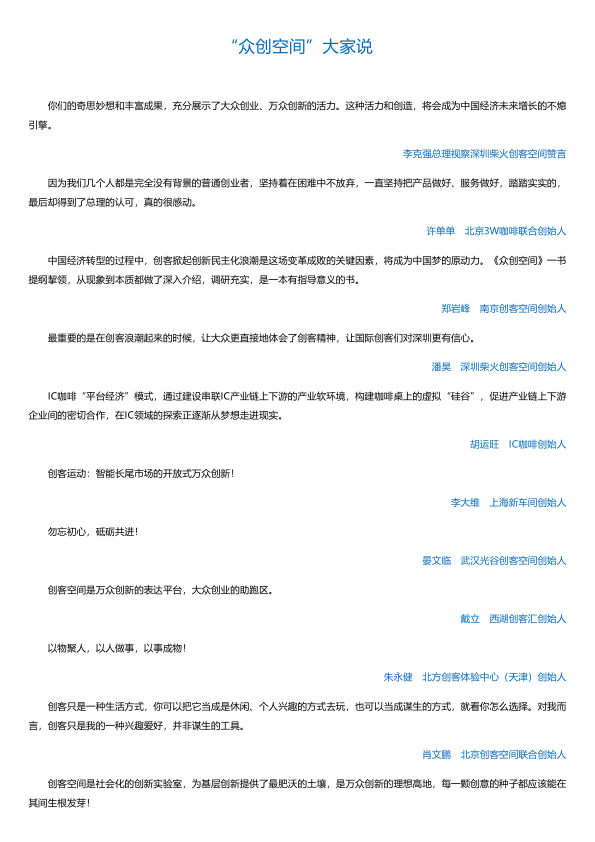 “众创空间”大家说
你们的奇思妙想和丰富成果，充分展示了大众创业、万众创新的活力。这种活力和创造，将会成为中国经济未来增长的不熄
引擎。
李克强总理视察深圳柴火创客空间赞言
因为我们几个人都是完全没有背景的普通创业者，坚持着在困难中不放弃，一直坚持把产品做好、服务做好，踏踏实实的，
最后却得到了总理的认可，真的很感动。
许单单　北京3W咖啡联合创始人
中国经济转型的过程中，创客掀起创新民主化浪潮是这场变革成败的关键因素，将成为中国梦的原动力。《众创空间》一书
提纲挈领，从现象到本质都做了深入介绍，调研充实，是一本有指导意义的书。
郑岩峰　南京创客空间创始人
最重要的是在创客浪潮起来的时候，让大众更直接地体会了创客精神，让国际创客们对深圳更有信心。
潘昊　深圳柴火创客空间创始人
IC咖啡“平台经济”模式，通过建设串联IC产业链上下游的产业软环境，构建咖啡桌上的虚拟“硅谷”，促进产业链上下游
企业间的密切合作，在IC领域的探索正逐渐从梦想走进现实。
胡运旺　IC咖啡创始人
创客运动：智能长尾市场的开放式万众创新！
李大维　上海新车间创始人
勿忘初心，砥砺共进！
晏文临　武汉光谷创客空间创始人
创客空间是万众创新的表达平台，大众创业的助跑区。
戴立　西湖创客汇创始人
以物聚人，以人做事，以事成物！
朱永健　北方创客体验中心（天津）创始人
创客只是一种生活方式，你可以把它当成是休闲、个人兴趣的方式去玩，也可以当成谋生的方式，就看你怎么选择。对我而
言，创客只是我的一种兴趣爱好，并非谋生的工具。
肖文鹏　北京创客空间联合创始人
创客空间是社会化的创新实验室，为基层创新提供了最肥沃的土壤，是万众创新的理想高地，每一颗创意的种子都应该能在
其间生根发芽！